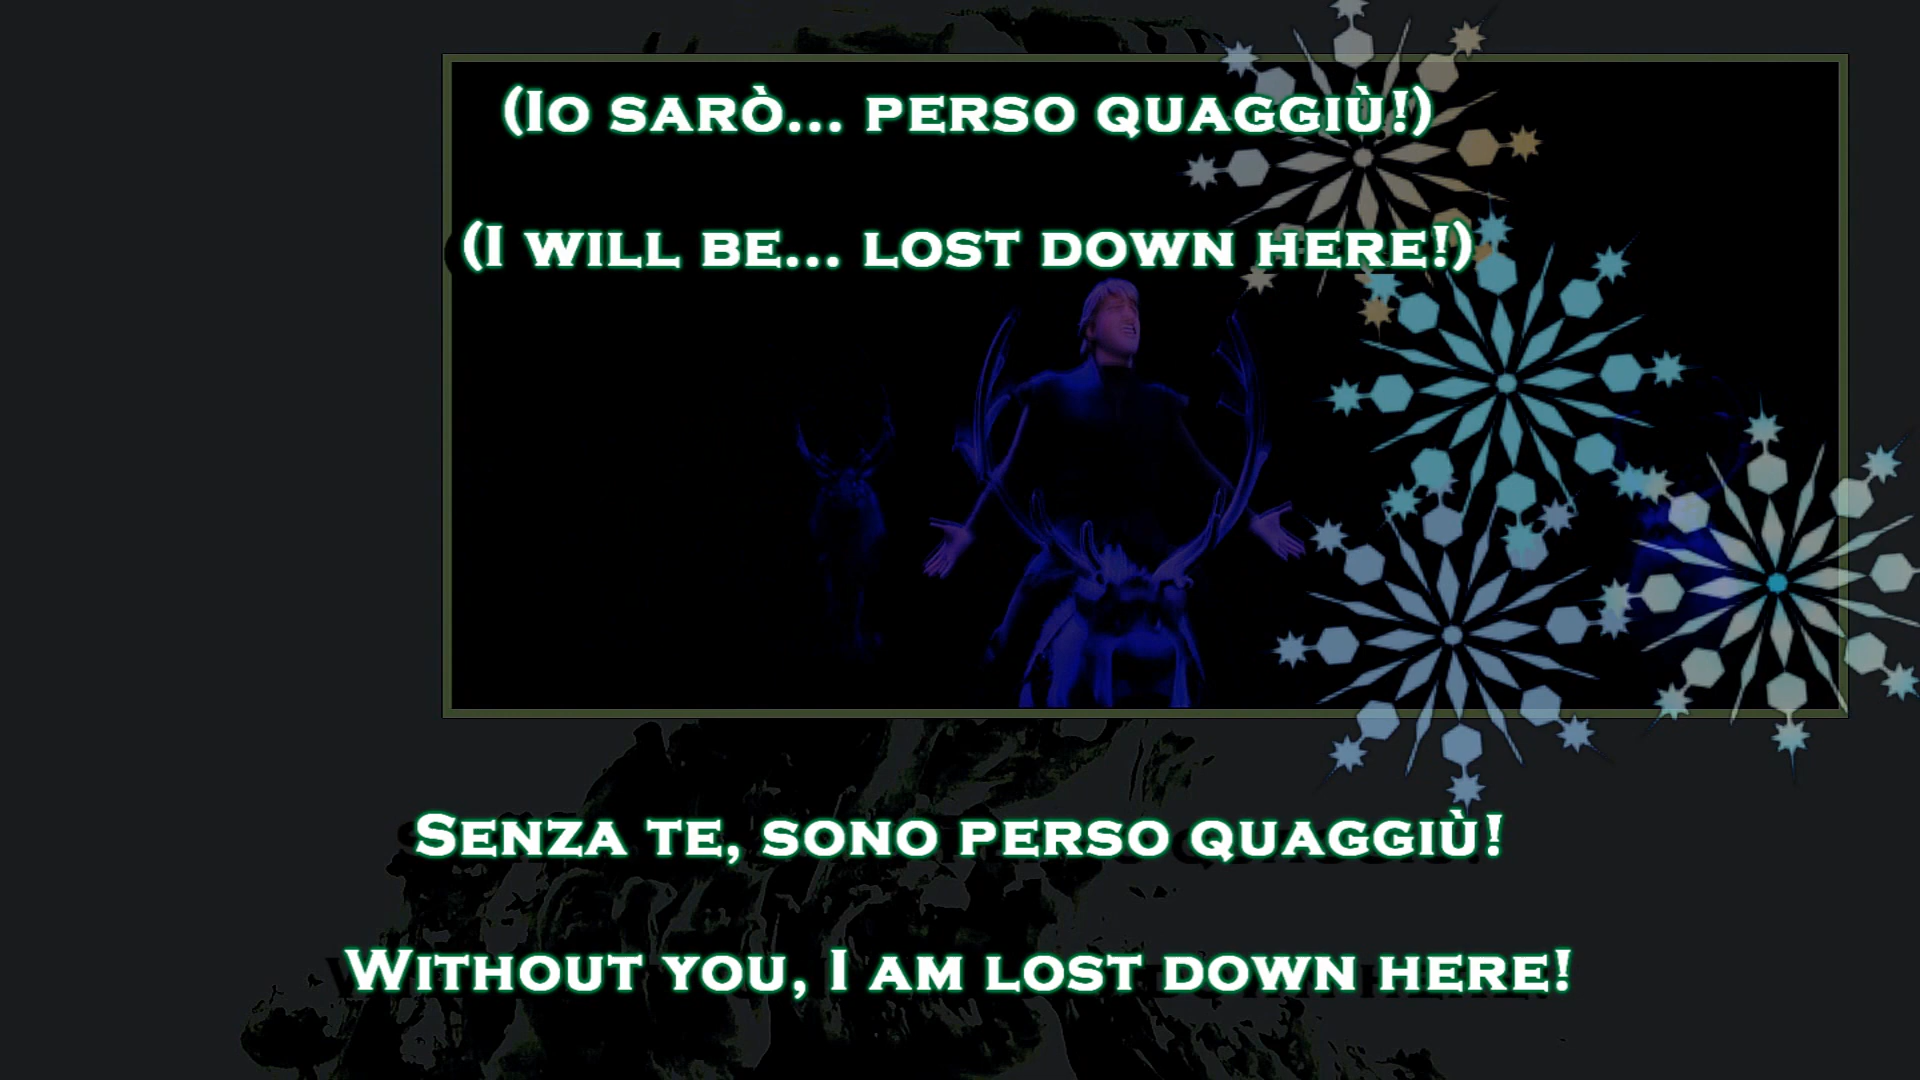 (Io sarò... perso quaggiù!)
(I will be... lost down here!)
Senza te, sono perso quaggiù!
Without you, I am lost down here!